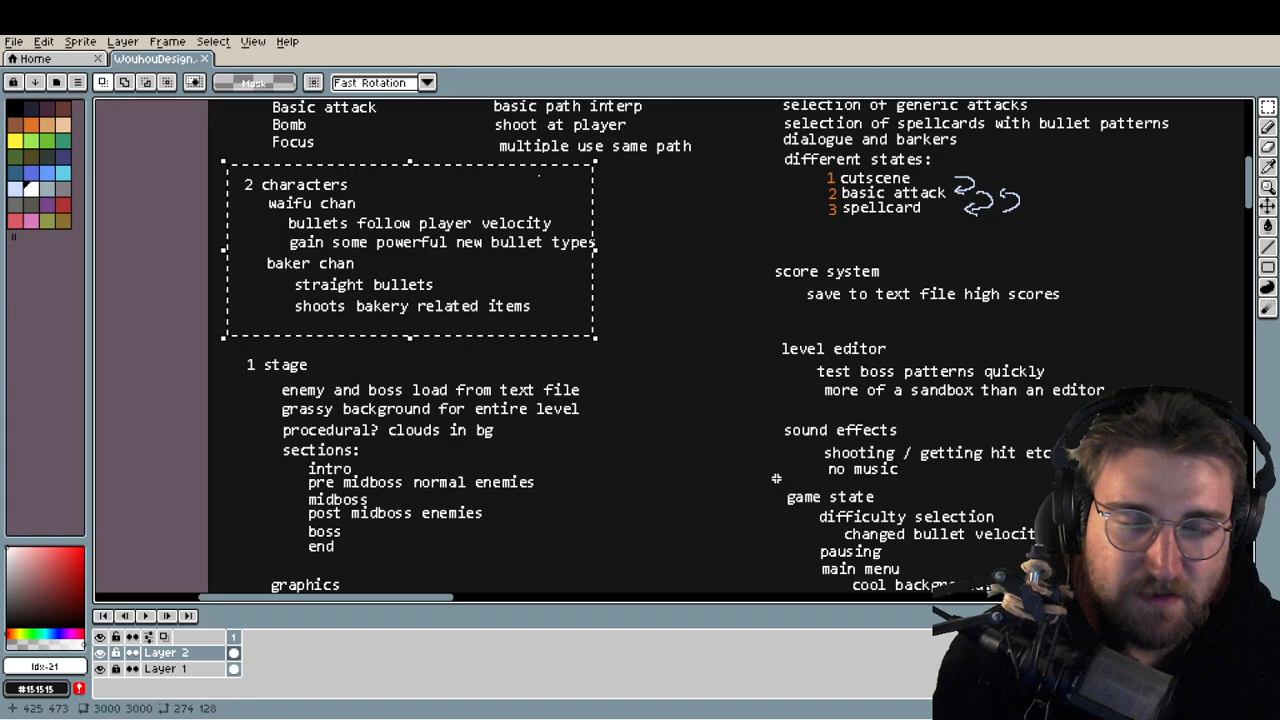 File Edit Sprite Layer Frame Select View Help
Home
WouhouDesign.
Mask
Fast Rotation
Basic attack
Bomb
Focus
basic path interp
shoot at player
multiple use same path
2 characters
waifu chan
bullets follow player velocity
gain some powerful new bullet types
baker chan
straight bullets
shoots bakery related items
1 stage
enemy and boss load from text file
grassy background for entire level
procedural? clouds in bg
sections:
intro
pre midboss normal enemies
midboss
post midboss enemies
boss
end
graphics
selection of generic attacks
selection of spellcards with bullet patterns
dialogue and barkers
different states:
1 cutscene
2 basic attack
3 spellcard
score system
save to text file high scores
level editor
test boss patterns quickly
more of a sandbox than an editor
sound effects
shooting / getting hit etc
no music
game state
difficulty selection
changed bullet velocit
pausing
main menu
cool
1
Layer 2
Layer 1
Idx-21
#151515
425 473 3000 3000 274 128